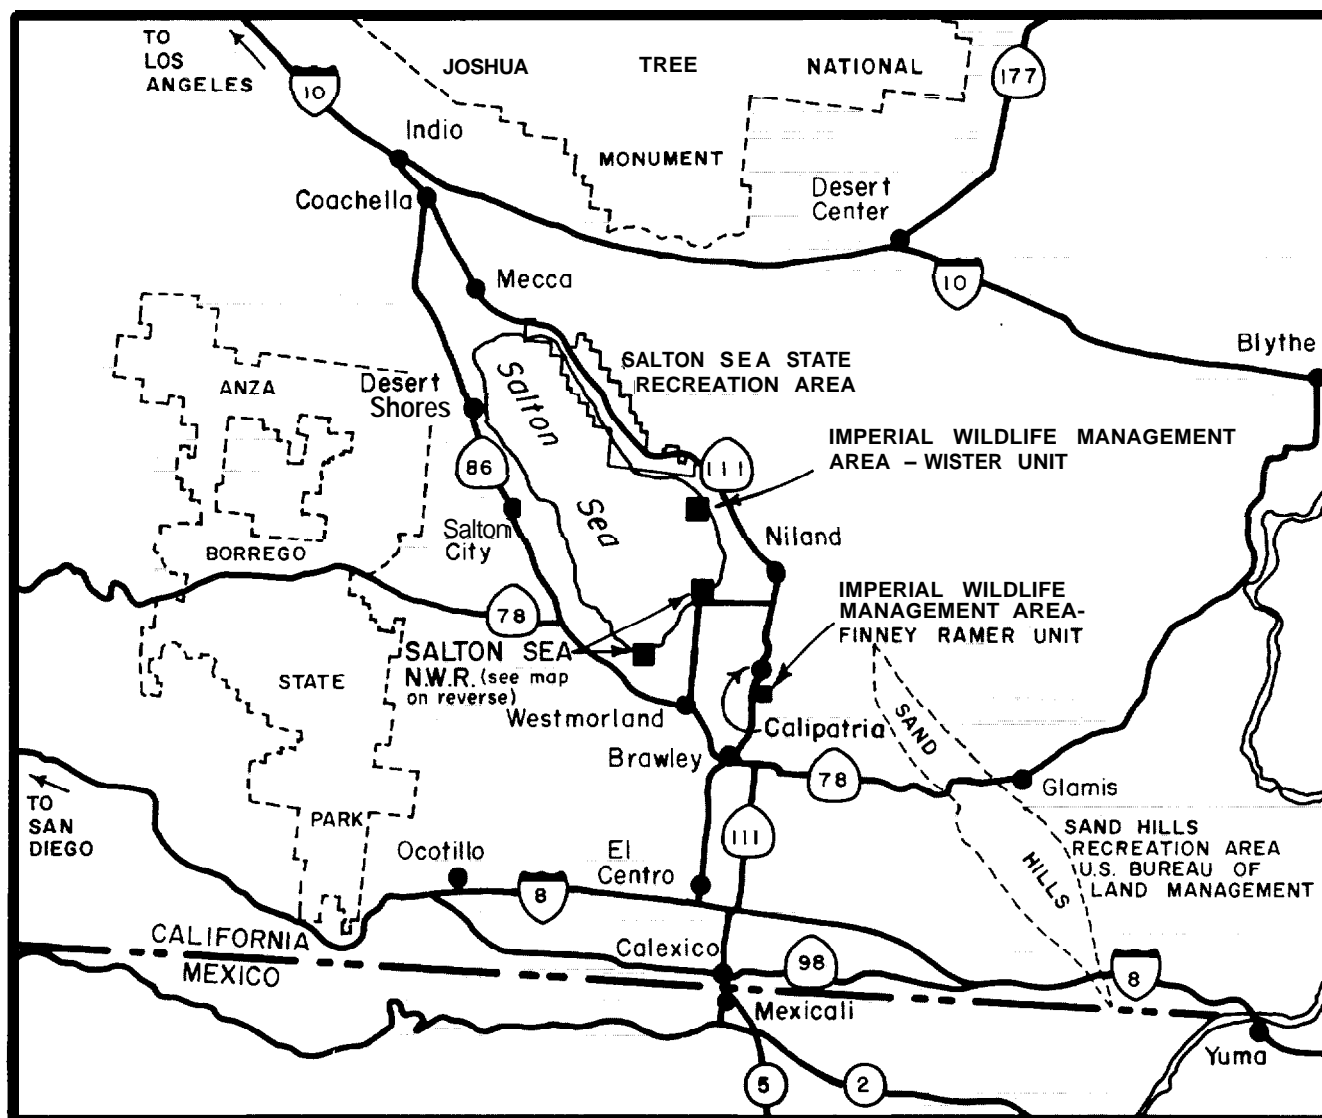 TO
LOS
ANGELES
10
JOSHUA TREE NATIONAL
MONUMENT
177
Indio
Coachella
Desert
Center
10
Mecca
Blythe
SALTON SEA STATE
RECREATION AREA
ANZA
Desert
Shores
Salton
Sea
86
111
IMPERIAL WILDLIFE MANAGEMENT
AREA – WISTER UNIT
Salton
City
Niland
BORREGO
78
IMPERIAL WILDLIFE
MANAGEMENT AREA-
FINNEY RAMER UNIT
SALTON SEA
N.W.R. (see map
on reverse)
STATE
Westmorland
Calipatria
SAND
Brawley
78
Glamis
TO
SAN
DIEGO
PARK
111
Ocotillo
El
Centro
SAND HILLS
RECREATION AREA
U.S. BUREAU OF
LAND MANAGEMENT
HILLS
8
CALIFORNIA
MEXICO
Calexico
98
8
Mexicali
Yuma
5
2